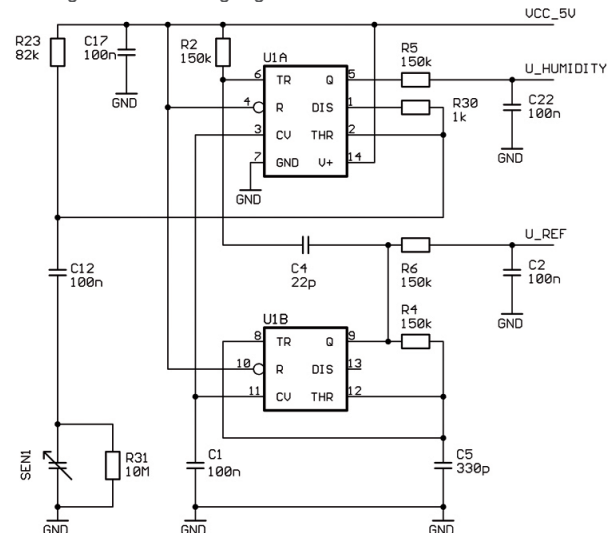 VCC_5V
R23
82k
C17
100n
GND
R2
150k
U1A
6 TR Q 5
4 R DIS 1
3 CV THR 2
7 GND V+ 14
GND
R5
150k
U_HUMIDITY
R30
1k
C22
100n
GND
C12
100n
C4
22p
U_REF
R6
150k
C2
100n
GND
R4
150k
U1B
8 TR Q 9
10 R DIS 13
11 CV THR 12
SEN1
R31
10M
C1
100n
C5
330p
GND
GND
GND